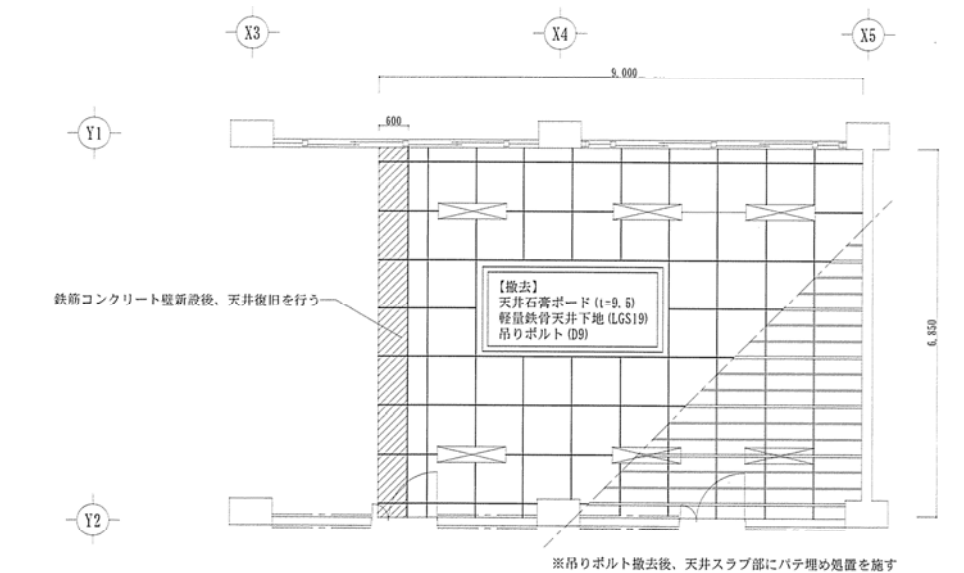 X3
X4
X5
9,000
Y1
600
【撤去】
天井石膏ボード(t=9.5)
軽量鉄骨天井下地(LGS19)
吊りボルト(D9)
鉄筋コンクリート壁新設後、天井復旧を行う
6,850
Y2
※吊りボルト撤去後、天井スラブ部にパテ埋め処置を施す